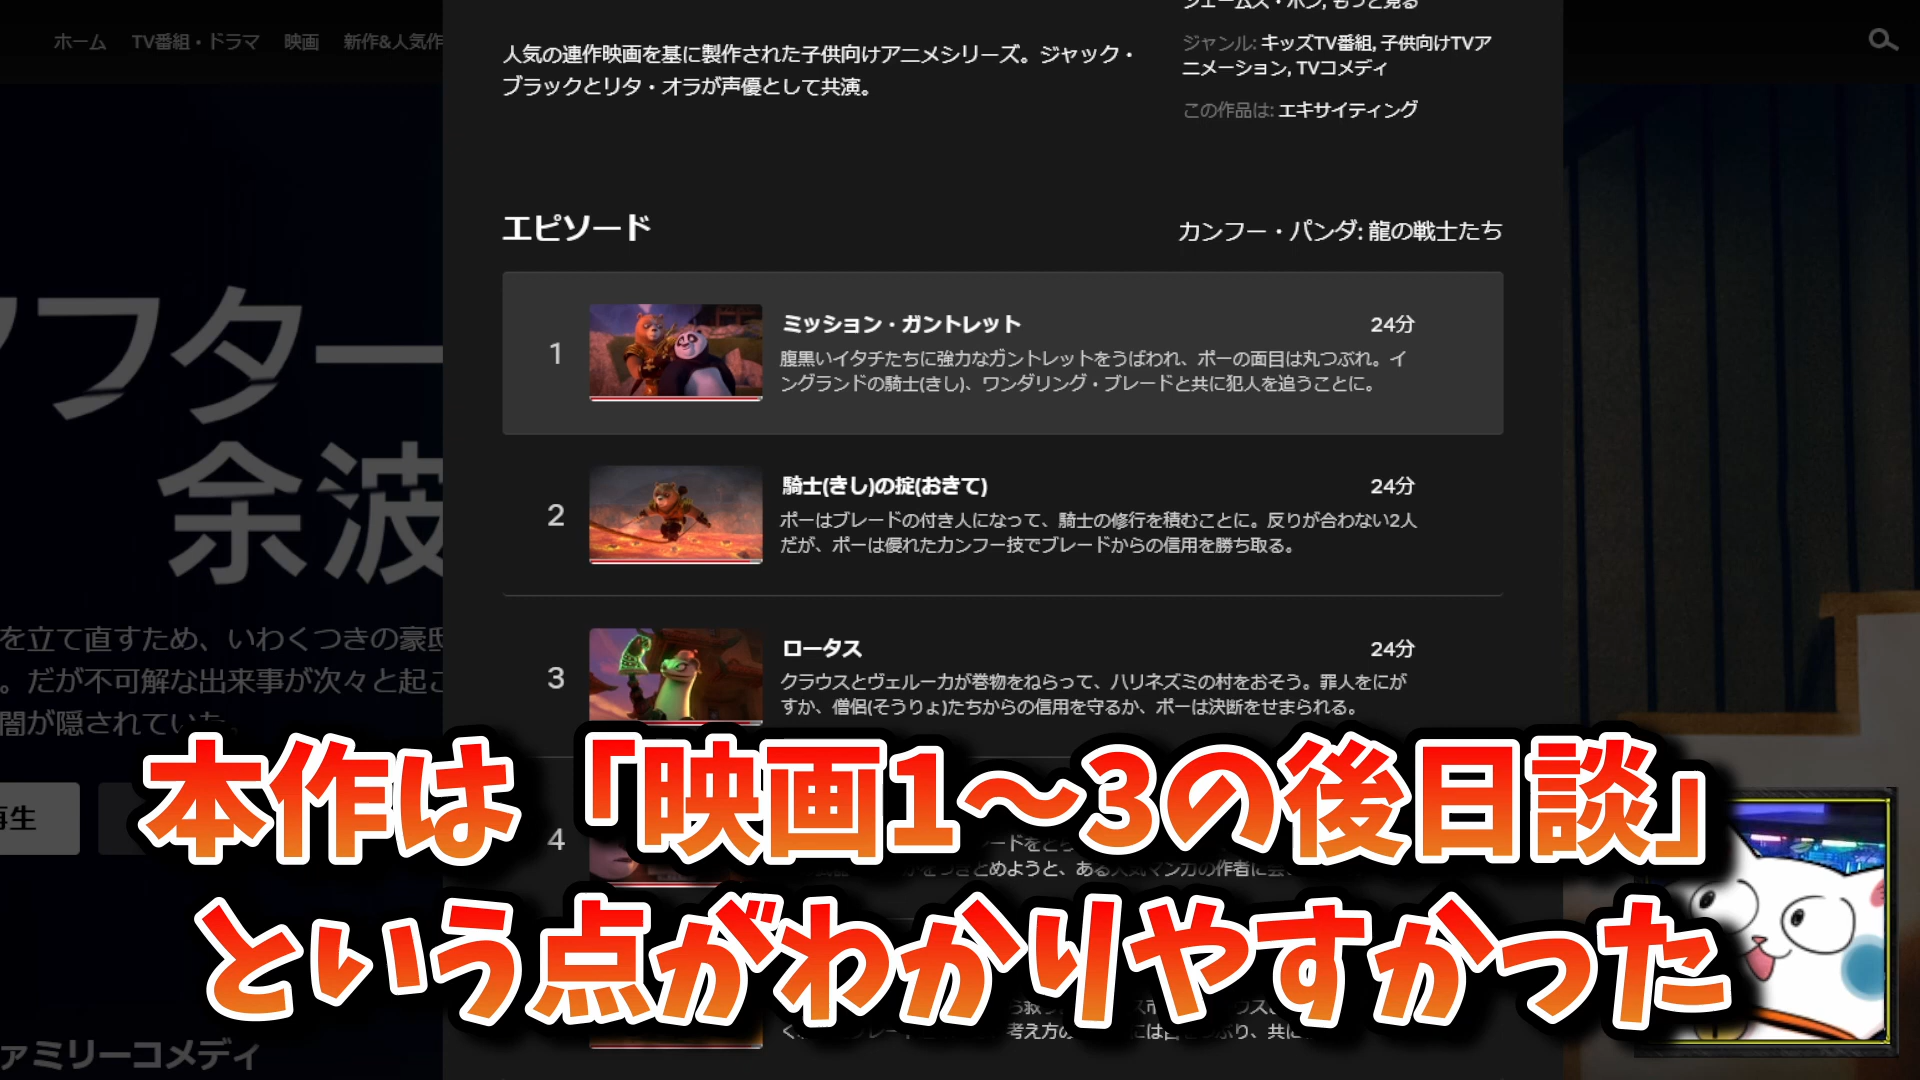 ホーム TV番組・ドラマ 映画 新作&人気作
ジェームズ・ホン, もっと見る
人気の連作映画を基に製作された子供向けアニメシリーズ。ジャック・
ブラックとリタ・オラが声優として共演。
ジャンル: キッズTV番組, 子供向けTVア
ニメーション, TVコメディ
この作品は: エキサイティング
エピソード
カンフー・パンダ: 龍の戦士たち
1
ミッション・ガントレット 24分
腹黒いイタチたちに強力なガントレットをうばわれ、ポーの面目は丸つぶれ。イ
ングランドの騎士(きし)、ワンダリング・ブレードと共に犯人を追うことに。
2
騎士(きし)の掟(おきて) 24分
ポーはブレードの付き人になって、騎士の修行を積むことに。反りが合わない2人
だが、ポーは優れたカンフー技でブレードからの信用を勝ち取る。
3
ロータス 24分
クラウスとヴェルーカが巻物をねらって、ハリネズミの村をおそう。罪人をにが
すか、僧侶(そうりょ)たちからの信用を守るか、ポーは決断をせまられる。
4
フター
余波
を立て直すため、いわくつきの豪邸
。だが不可解な出来事が次々と起こ
闇が隠されていた。
再生
ァミリーコメディ
めようと、ある人気マンガの作者に
本作は「映画1～3の後日談」
という点がわかりやすかった